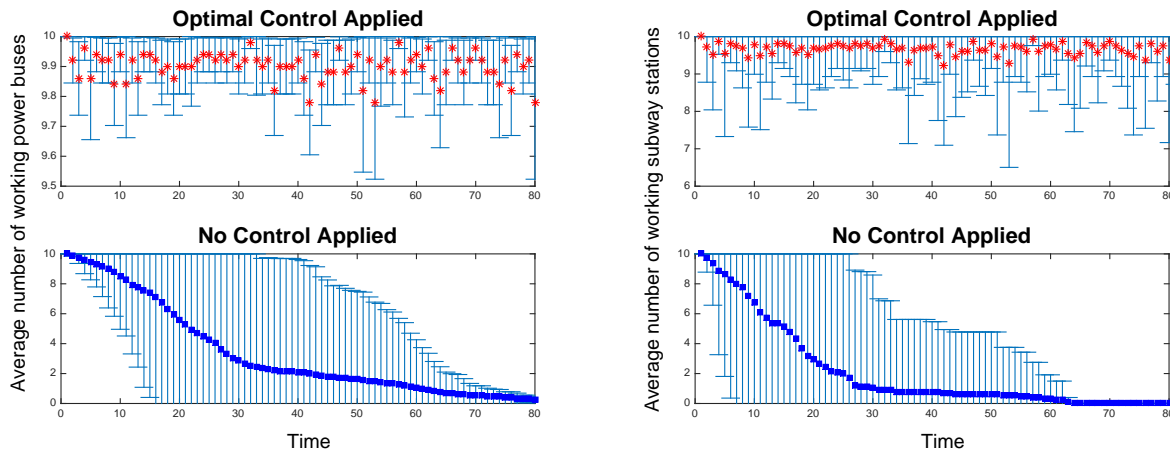 Optimal Control Applied
Average number of working power buses
10
9.9
9.8
9.7
9.6
9.5
0 10 20 30 40 50 60 70 80
No Control Applied
10
8
6
4
2
0
0 10 20 30 40 50 60 70 80
Time
Optimal Control Applied
Average number of working subway stations
10
9
8
7
6
0 10 20 30 40 50 60 70 80
No Control Applied
10
8
6
4
2
0
0 10 20 30 40 50 60 70 80
Time